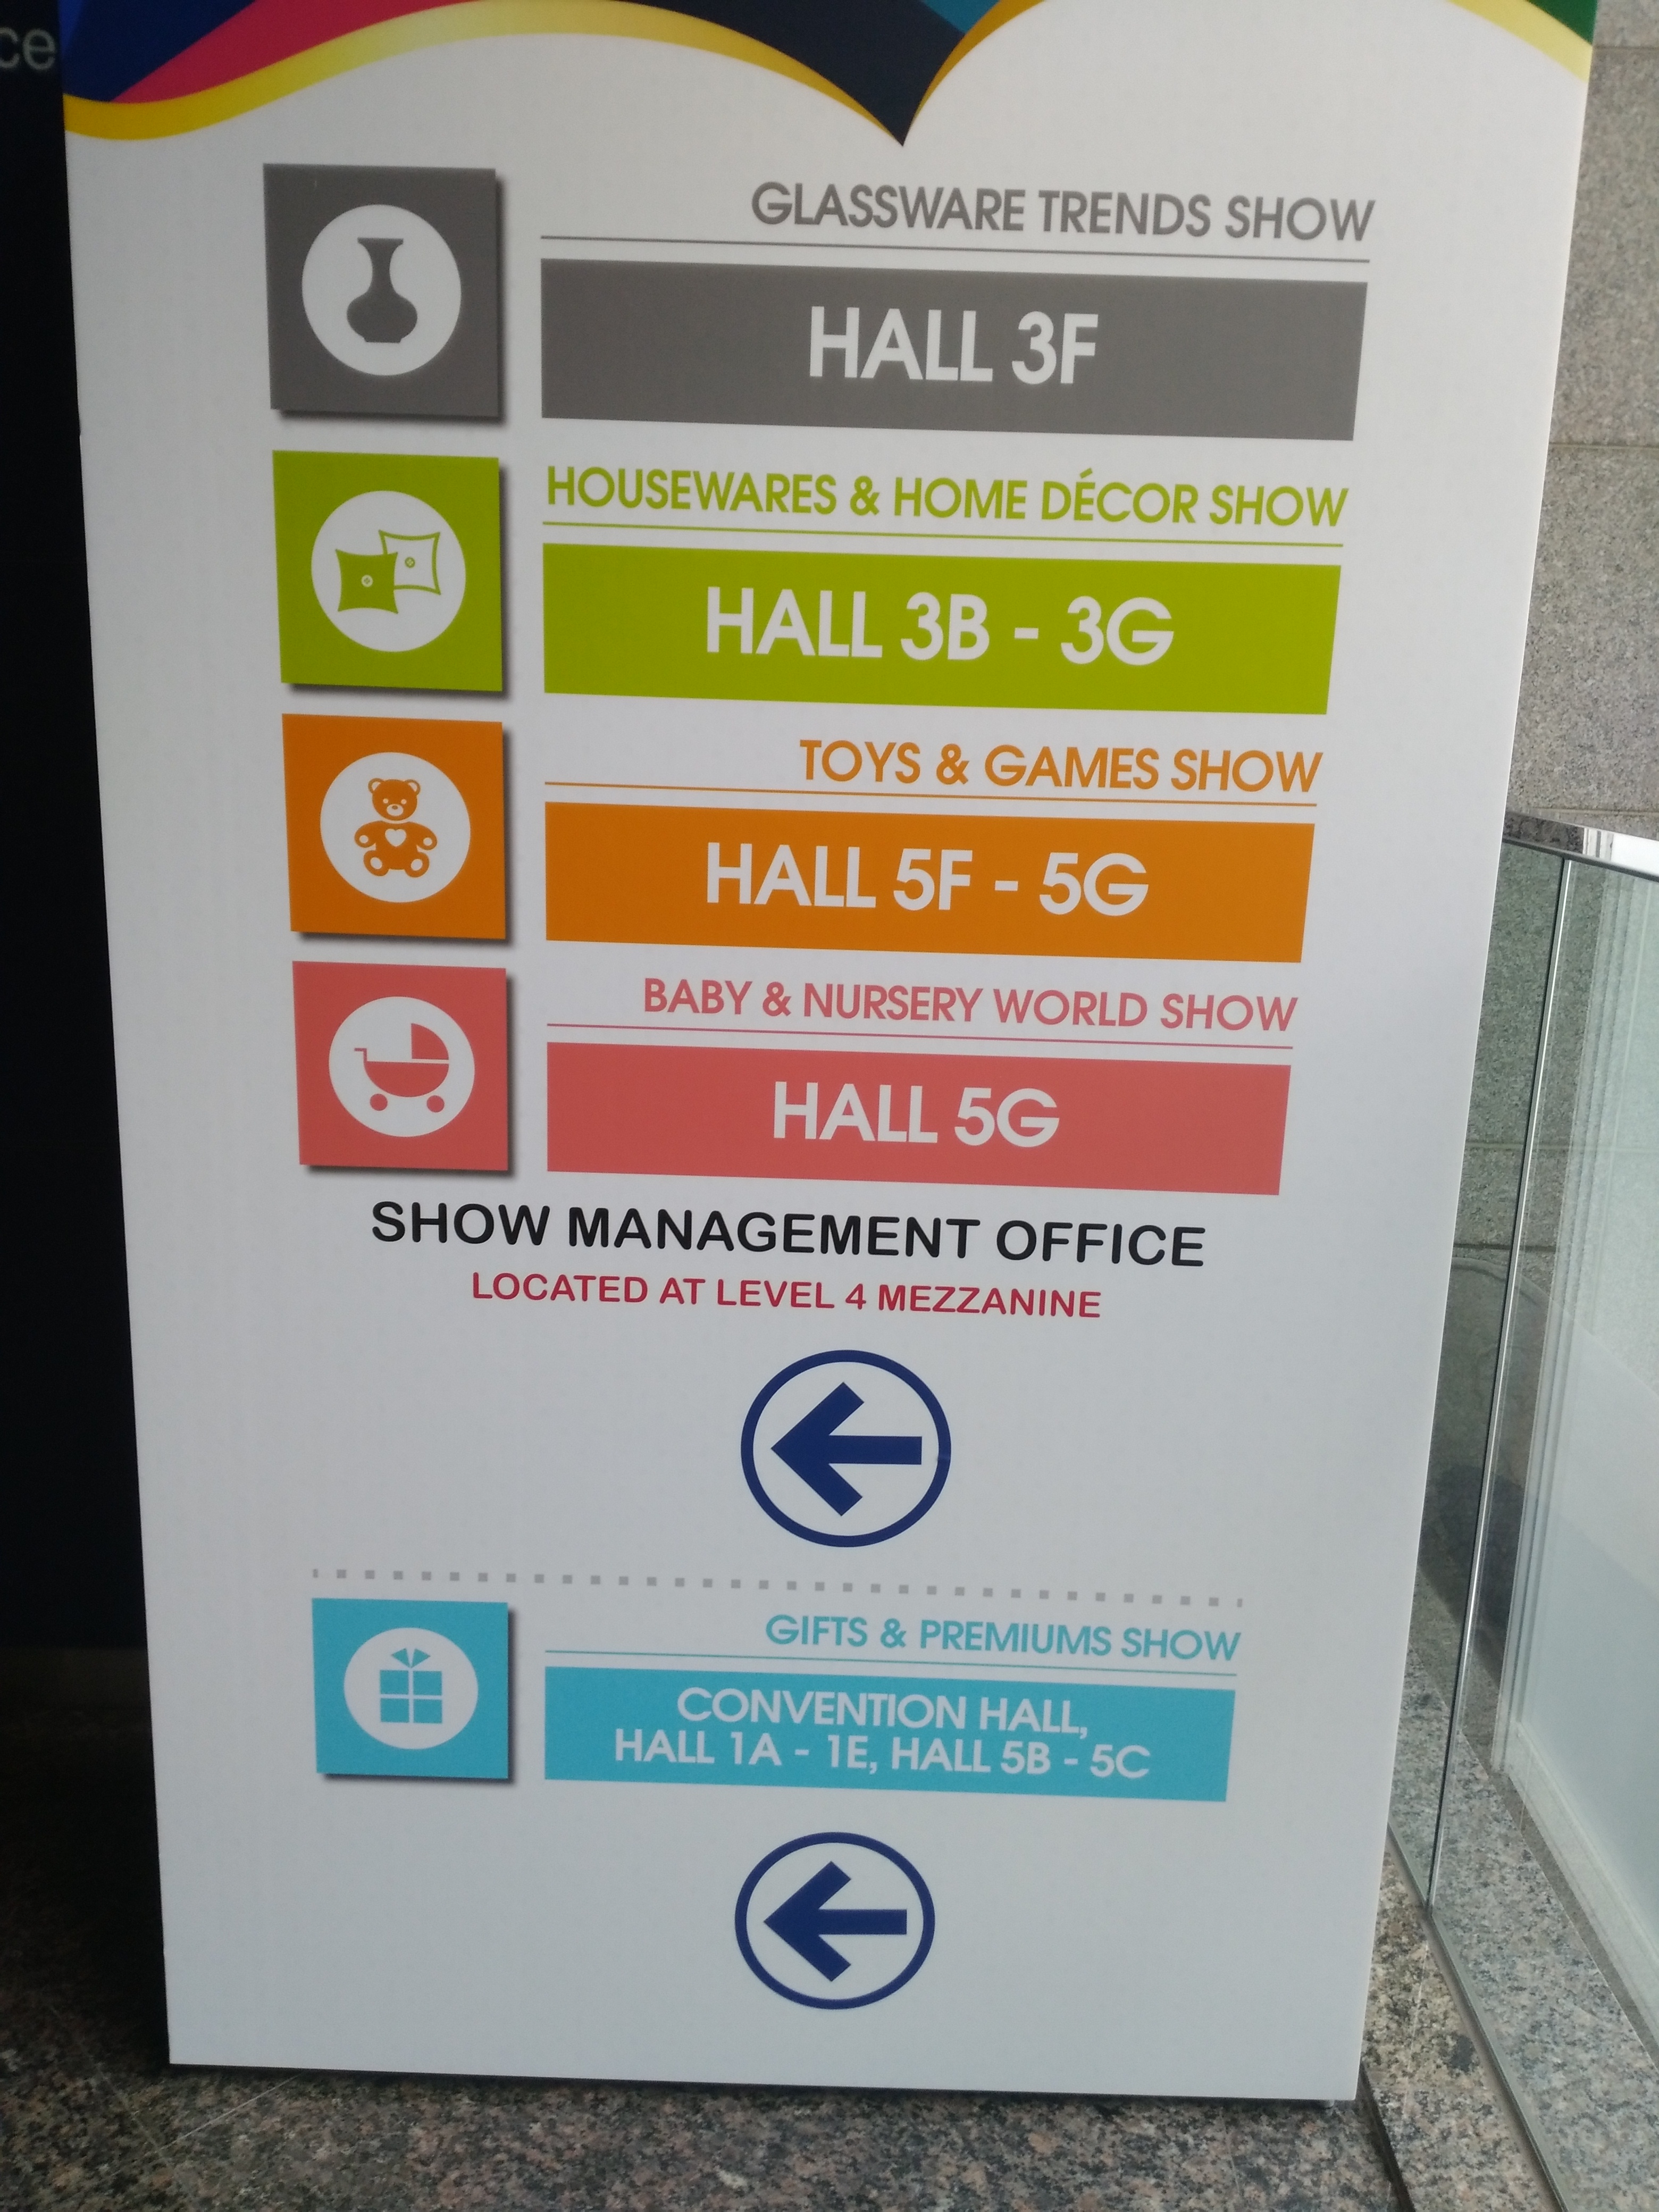 ce
GLASSWARE TRENDS SHOW
HALL 3F
HOUSEWARES & HOME DÉCOR SHOW
HALL 3B - 3G
TOYS & GAMES SHOW
HALL 5F - 5G
BABY & NURSERY WORLD SHOW
HALL 5G
SHOW MANAGEMENT OFFICE
LOCATED AT LEVEL 4 MEZZANINE
GIFTS & PREMIUMS SHOW
CONVENTION HALL,
HALL 1A - 1E, HALL 5B - 5C